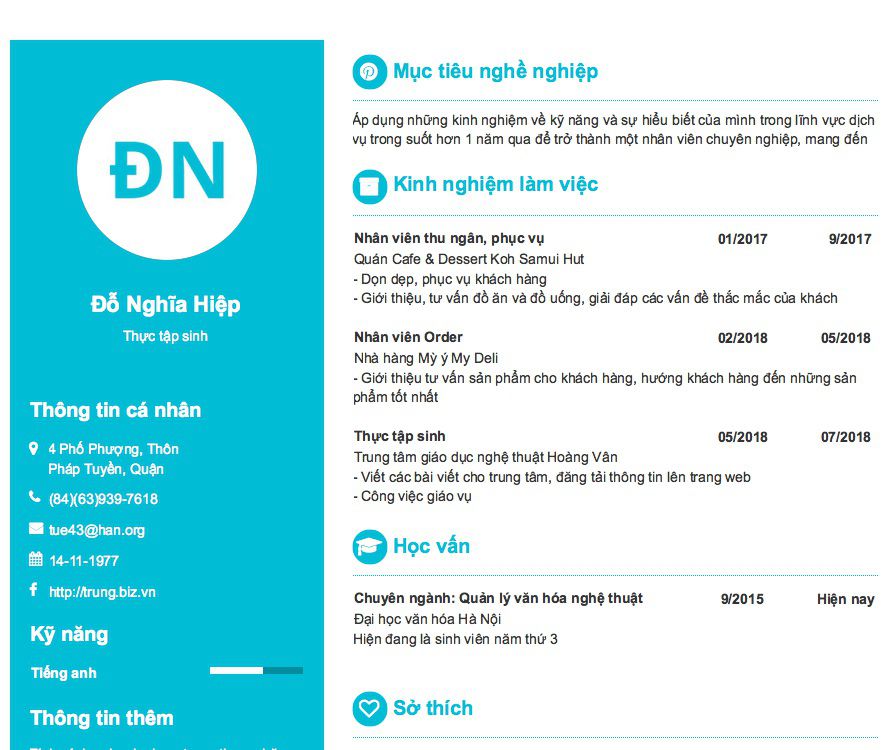 ĐN
Đỗ Nghĩa Hiệp
Thực tập sinh
Thông tin cá nhân
4 Phố Phượng, Thôn
Pháp Tuyền, Quận
(84)(63)939-7618
tue43@han.org
14-11-1977
http://trung.biz.vn
Kỹ năng
Tiếng anh
Thông tin thêm
Mục tiêu nghề nghiệp
Áp dụng những kinh nghiệm về kỹ năng và sự hiểu biết của mình trong lĩnh vực dịch
vụ trong suốt hơn 1 năm qua để trở thành một nhân viên chuyên nghiệp, mang đến
Kinh nghiệm làm việc
Nhân viên thu ngân, phục vụ 01/2017 9/2017
Quán Cafe & Dessert Koh Samui Hut
- Dọn dẹp, phục vụ khách hàng
- Giới thiệu, tư vấn đồ ăn và đồ uống, giải đáp các vấn đề thắc mắc của khách
Nhân viên Order 02/2018 05/2018
Nhà hàng Mỳ ý My Deli
- Giới thiệu tư vấn sản phẩm cho khách hàng, hướng khách hàng đến những sản
phẩm tốt nhất
Thực tập sinh 05/2018 07/2018
Trung tâm giáo dục nghệ thuật Hoàng Vân
- Viết các bài viết cho trung tâm, đăng tải thông tin lên trang web
- Công việc giáo vụ
Học vấn
Chuyên ngành: Quản lý văn hóa nghệ thuật 9/2015 Hiện nay
Đại học văn hóa Hà Nội
Hiện đang là sinh viên năm thứ 3
Sở thích